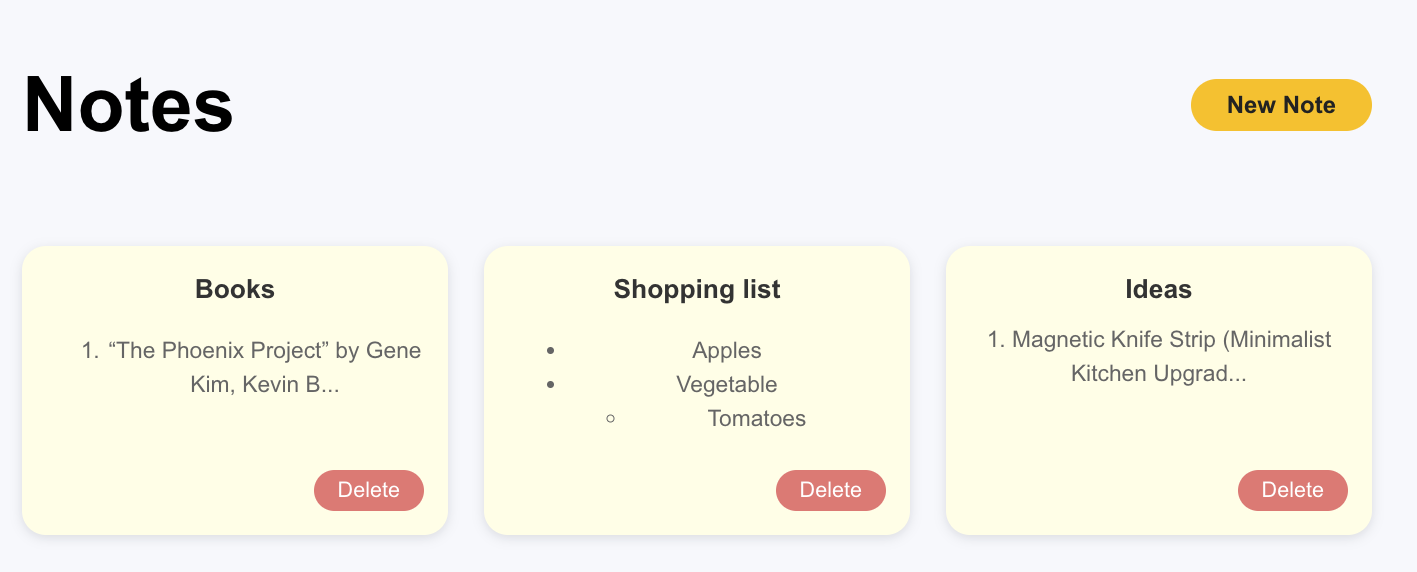 Notes
New Note
Books
1. “The Phoenix Project” by Gene
Kim, Kevin B...
Delete
Shopping list
• Apples
• Vegetable
◦ Tomatoes
Delete
Ideas
1. Magnetic Knife Strip (Minimalist
Kitchen Upgrad...
Delete